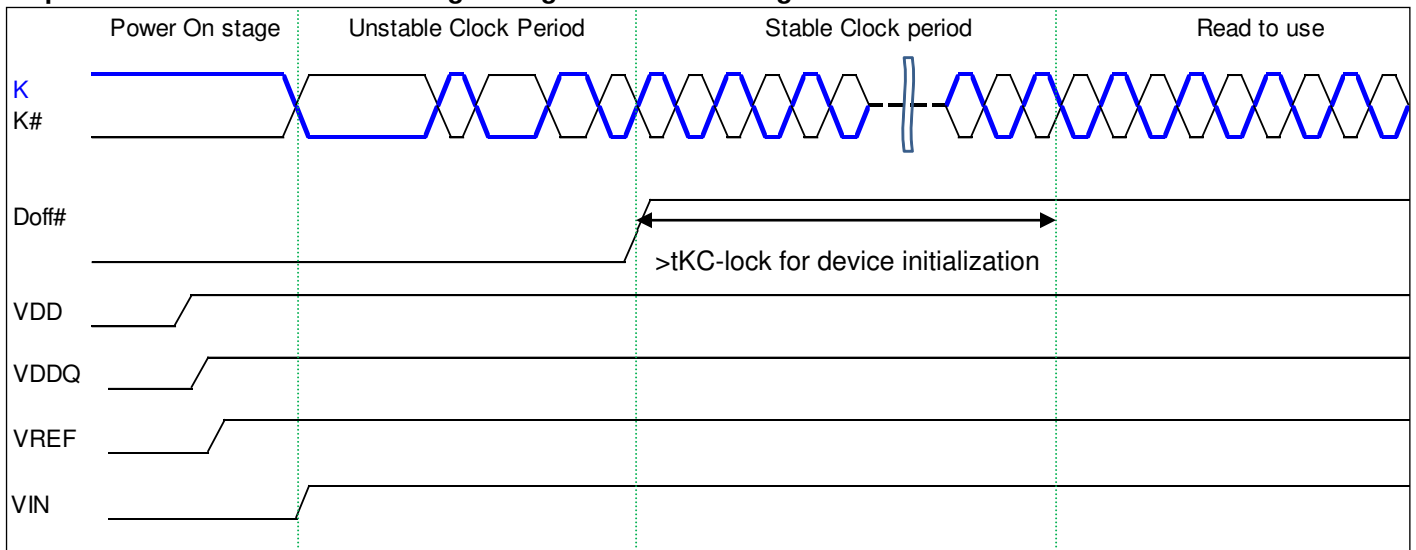 Power On stage Unstable Clock Period Stable Clock period Read to use
K
K#
Doff#
>tKC-lock for device initialization
VDD
VDDQ
VREF
VIN